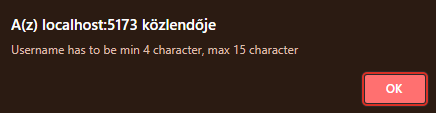 A(z) localhost:5173 közlendője
Username has to be min 4 character, max 15 character
OK